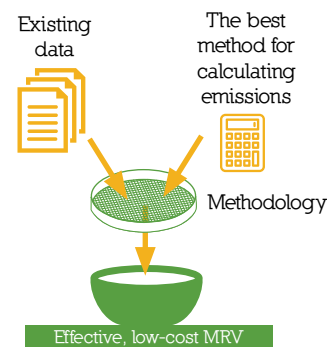 Existing
data
The best
method for
calculating
emissions
Methodology
Effective, low-cost MRV